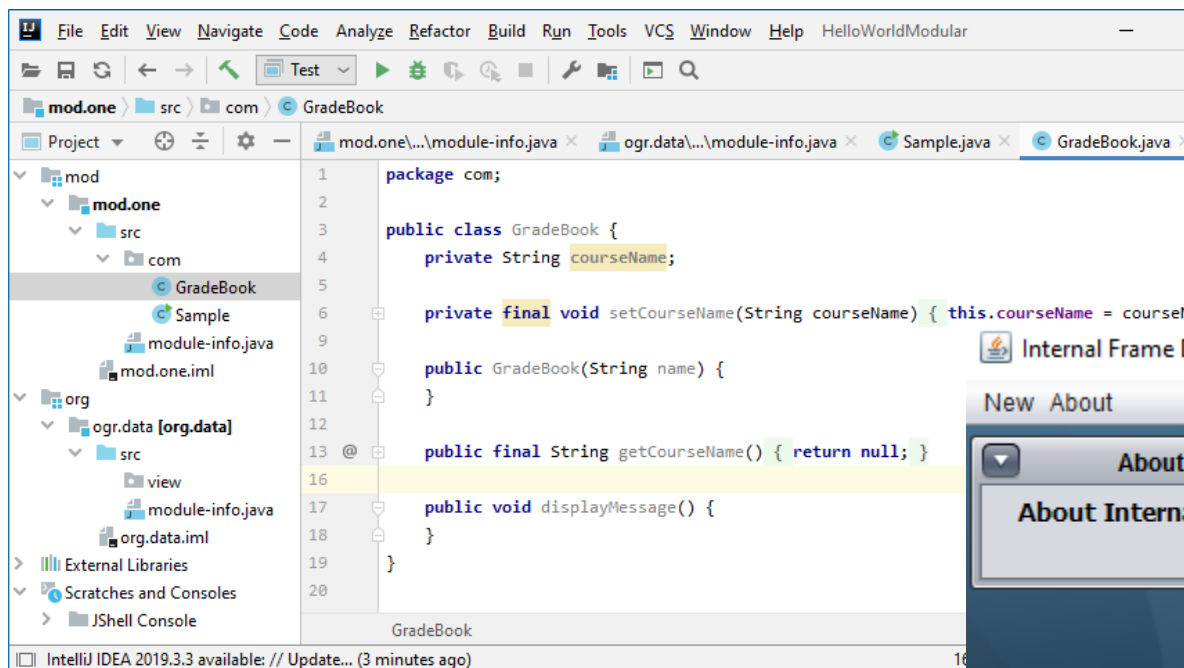 File Edit View Navigate Code Analyze Refactor Build Run Tools VCS Window Help HelloWorldModular
Test
mod.one src com GradeBook
Project
mod.one\...\module-info.java ogr.data\...\module-info.java Sample.java GradeBook.java
mod
mod.one
src
com
GradeBook
Sample
module-info.java
mod.one.iml
org
ogr.data [org.data]
src
view
module-info.java
org.data.iml
External Libraries
Scratches and Consoles
JShell Console
1 package com;
2
3 public class GradeBook {
4 private String courseName;
5
6 private final void setCourseName(String courseName) { this.courseName =
9
10 public GradeBook(String name) {
11 }
12
13 @ public final String getCourseName() { return null; }
16
17 public void displayMessage() {
18 }
19 }
20
GradeBook
IntelliJ IDEA 2019.3.3 available: // Update... (3 minutes ago)
Internal Frame
New About
About
About